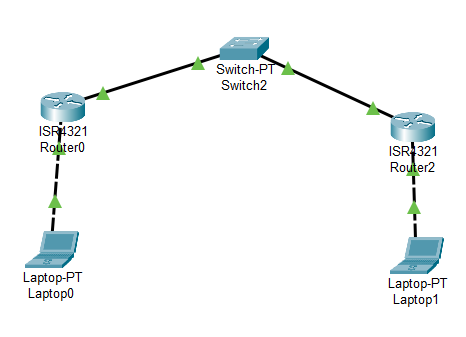 Switch-PT
Switch2
ISR4321
Router0
ISR4321
Router2
Laptop-PT
Laptop0
Laptop-PT
Laptop1